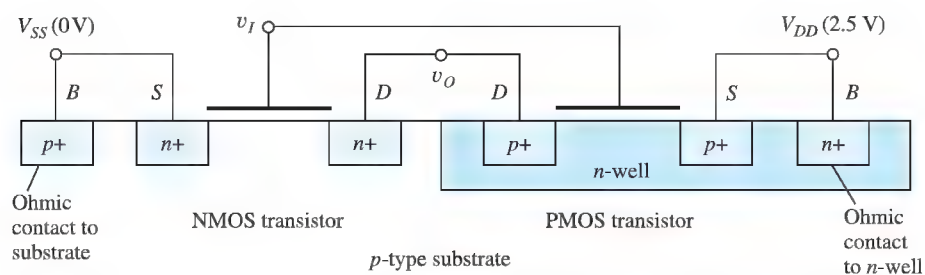 V_SS (0 V)
v_I
V_DD (2.5 V)
B
S
D
v_O
D
S
B
p+
n+
n+
p+
p+
n+
n-well
Ohmic
contact to
substrate
NMOS transistor
PMOS transistor
Ohmic
contact
to n-well
p-type substrate